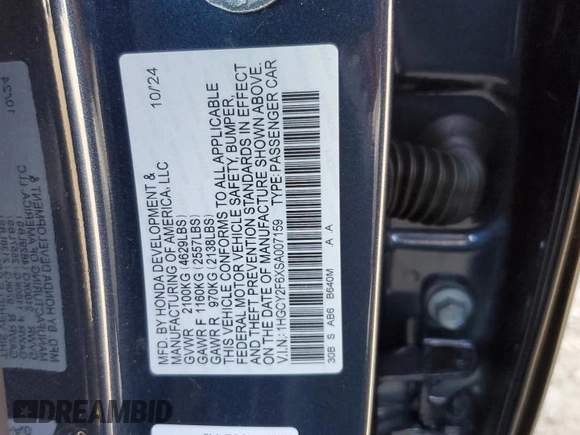 MFD. BY HONDA DEVELOPMENT & 10/24
MANUFACTURING OF AMERICA, LLC
GVWR 2100KG (4629LBS)
GAWR F 1160KG (2557LBS)
GAWR R 970KG (2138LBS)
THIS VEHICLE CONFORMS TO ALL APPLICABLE
FEDERAL MOTOR VEHICLE SAFETY, BUMPER,
AND THEFT PREVENTION STANDARDS IN EFFECT
ON THE DATE OF MANUFACTURE SHOWN ABOVE.
V.I.N.:1HGCY2F6XSA007159 TYPE:PASSENGER CAR
30B S AB6 B640M A A
DREAMBID